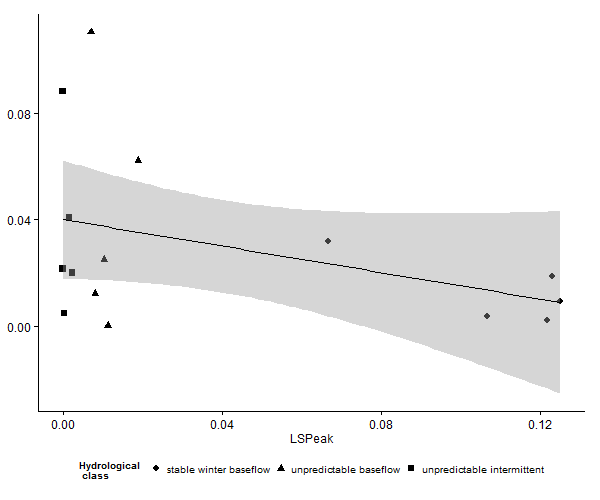 0.08
0.04
0.00
0.00 0.04 0.08 0.12
LSPeak
Hydrological
class
stable winter baseflow unpredictable baseflow unpredictable intermittent